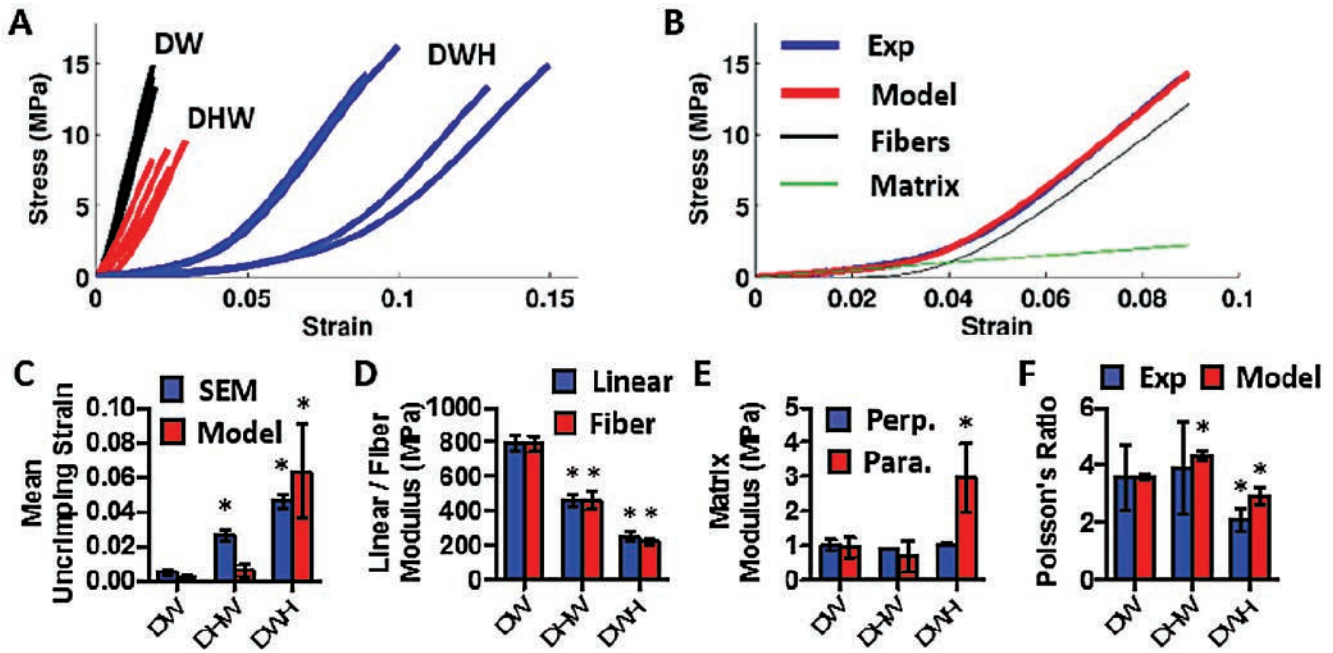 A
DW
DWH
DHW
Stress (MPa)
15
10
5
0
0
0.05
0.1
0.15
Strain
B
Exp
Model
Fibers
Matrix
Stress (MPa)
15
10
5
0
0
0.02
0.04
0.06
0.08
0.1
Strain
C
SEM
Model
Mean
Uncrimping Strain
0.10
0.08
0.06
0.04
0.02
0.00
*
*
*
DW
DHW
DWH
D
Linear
Fiber
Linear / Fiber
Modulus (MPa)
1000
800
600
400
200
0
* *
* *
DW
DHW
DWH
E
Perp.
Para.
Matrix
Modulus (MPa)
5
4
3
2
1
0
*
DW
DHW
DWH
F
Exp
Model
Poisson's Ratio
6
4
2
0
*
*
*
DW
DHW
DWH